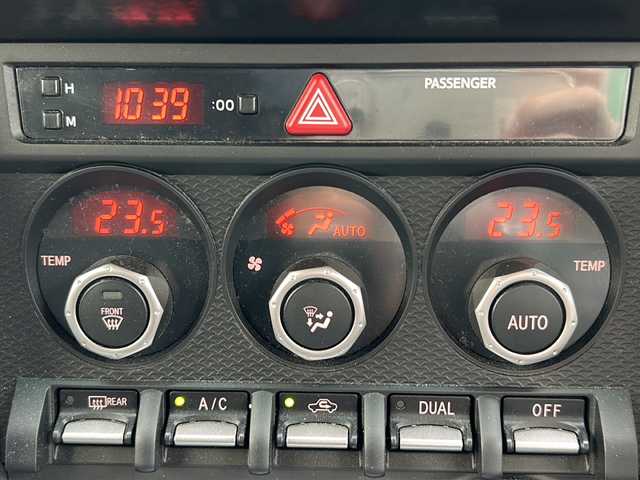 PASSENGER
H 10:39 :00
M
23.5 AUTO 23.5
TEMP TEMP
FRONT AUTO
REAR A/C DUAL OFF